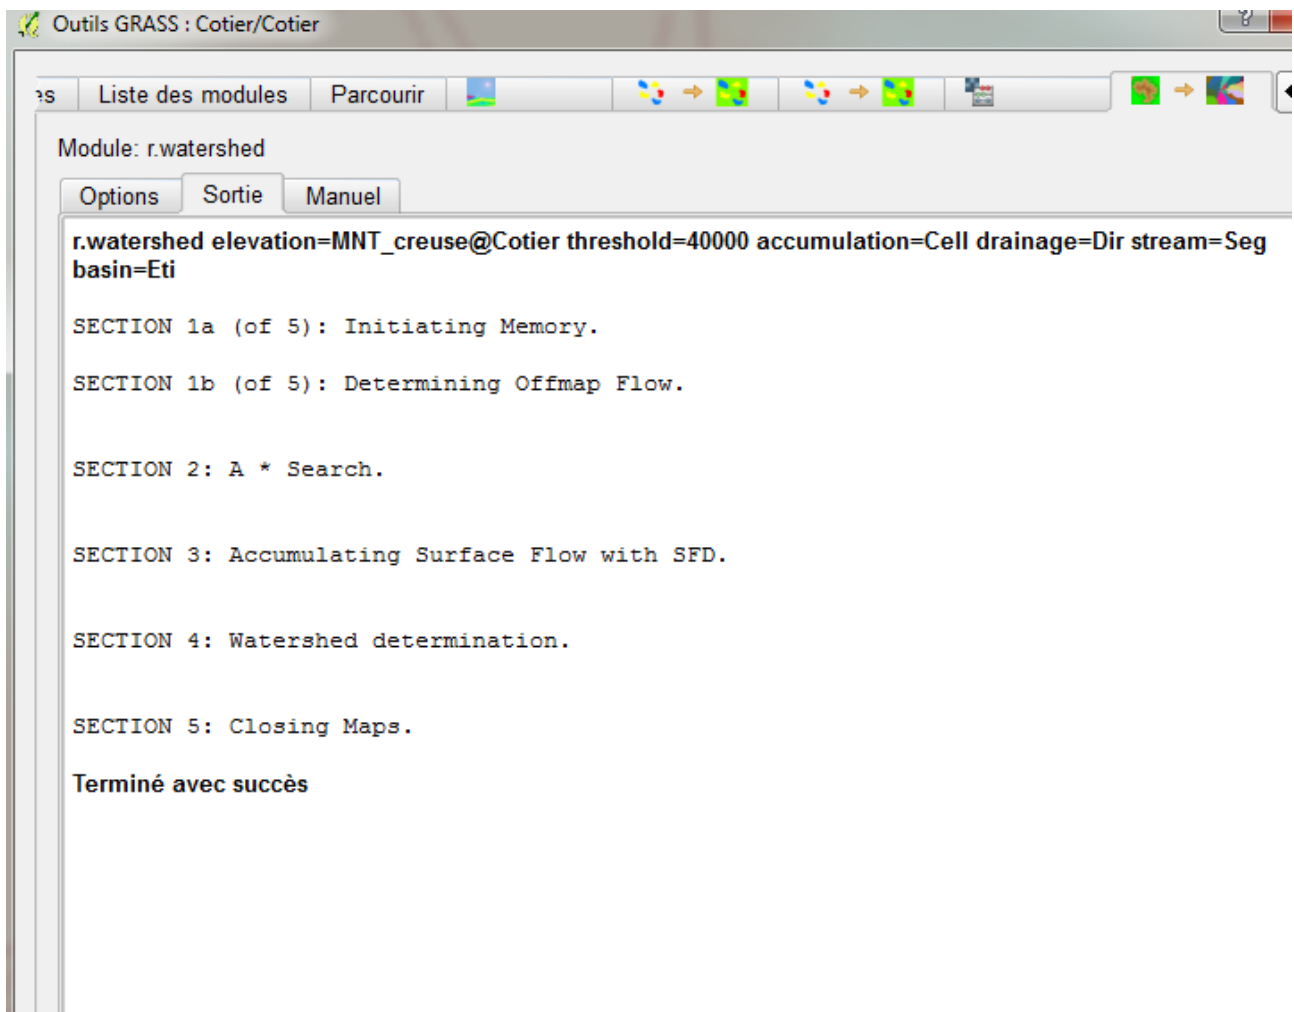 Outils GRASS : Cotier/Cotier
?
es Liste des modules Parcourir
Module: r.watershed
Options Sortie Manuel
r.watershed elevation=MNT_creuse@Cotier threshold=40000 accumulation=Cell drainage=Dir stream=Seg
basin=Eti
SECTION 1a (of 5): Initiating Memory.
SECTION 1b (of 5): Determining Offmap Flow.
SECTION 2: A * Search.
SECTION 3: Accumulating Surface Flow with SFD.
SECTION 4: Watershed determination.
SECTION 5: Closing Maps.
Terminé avec succès